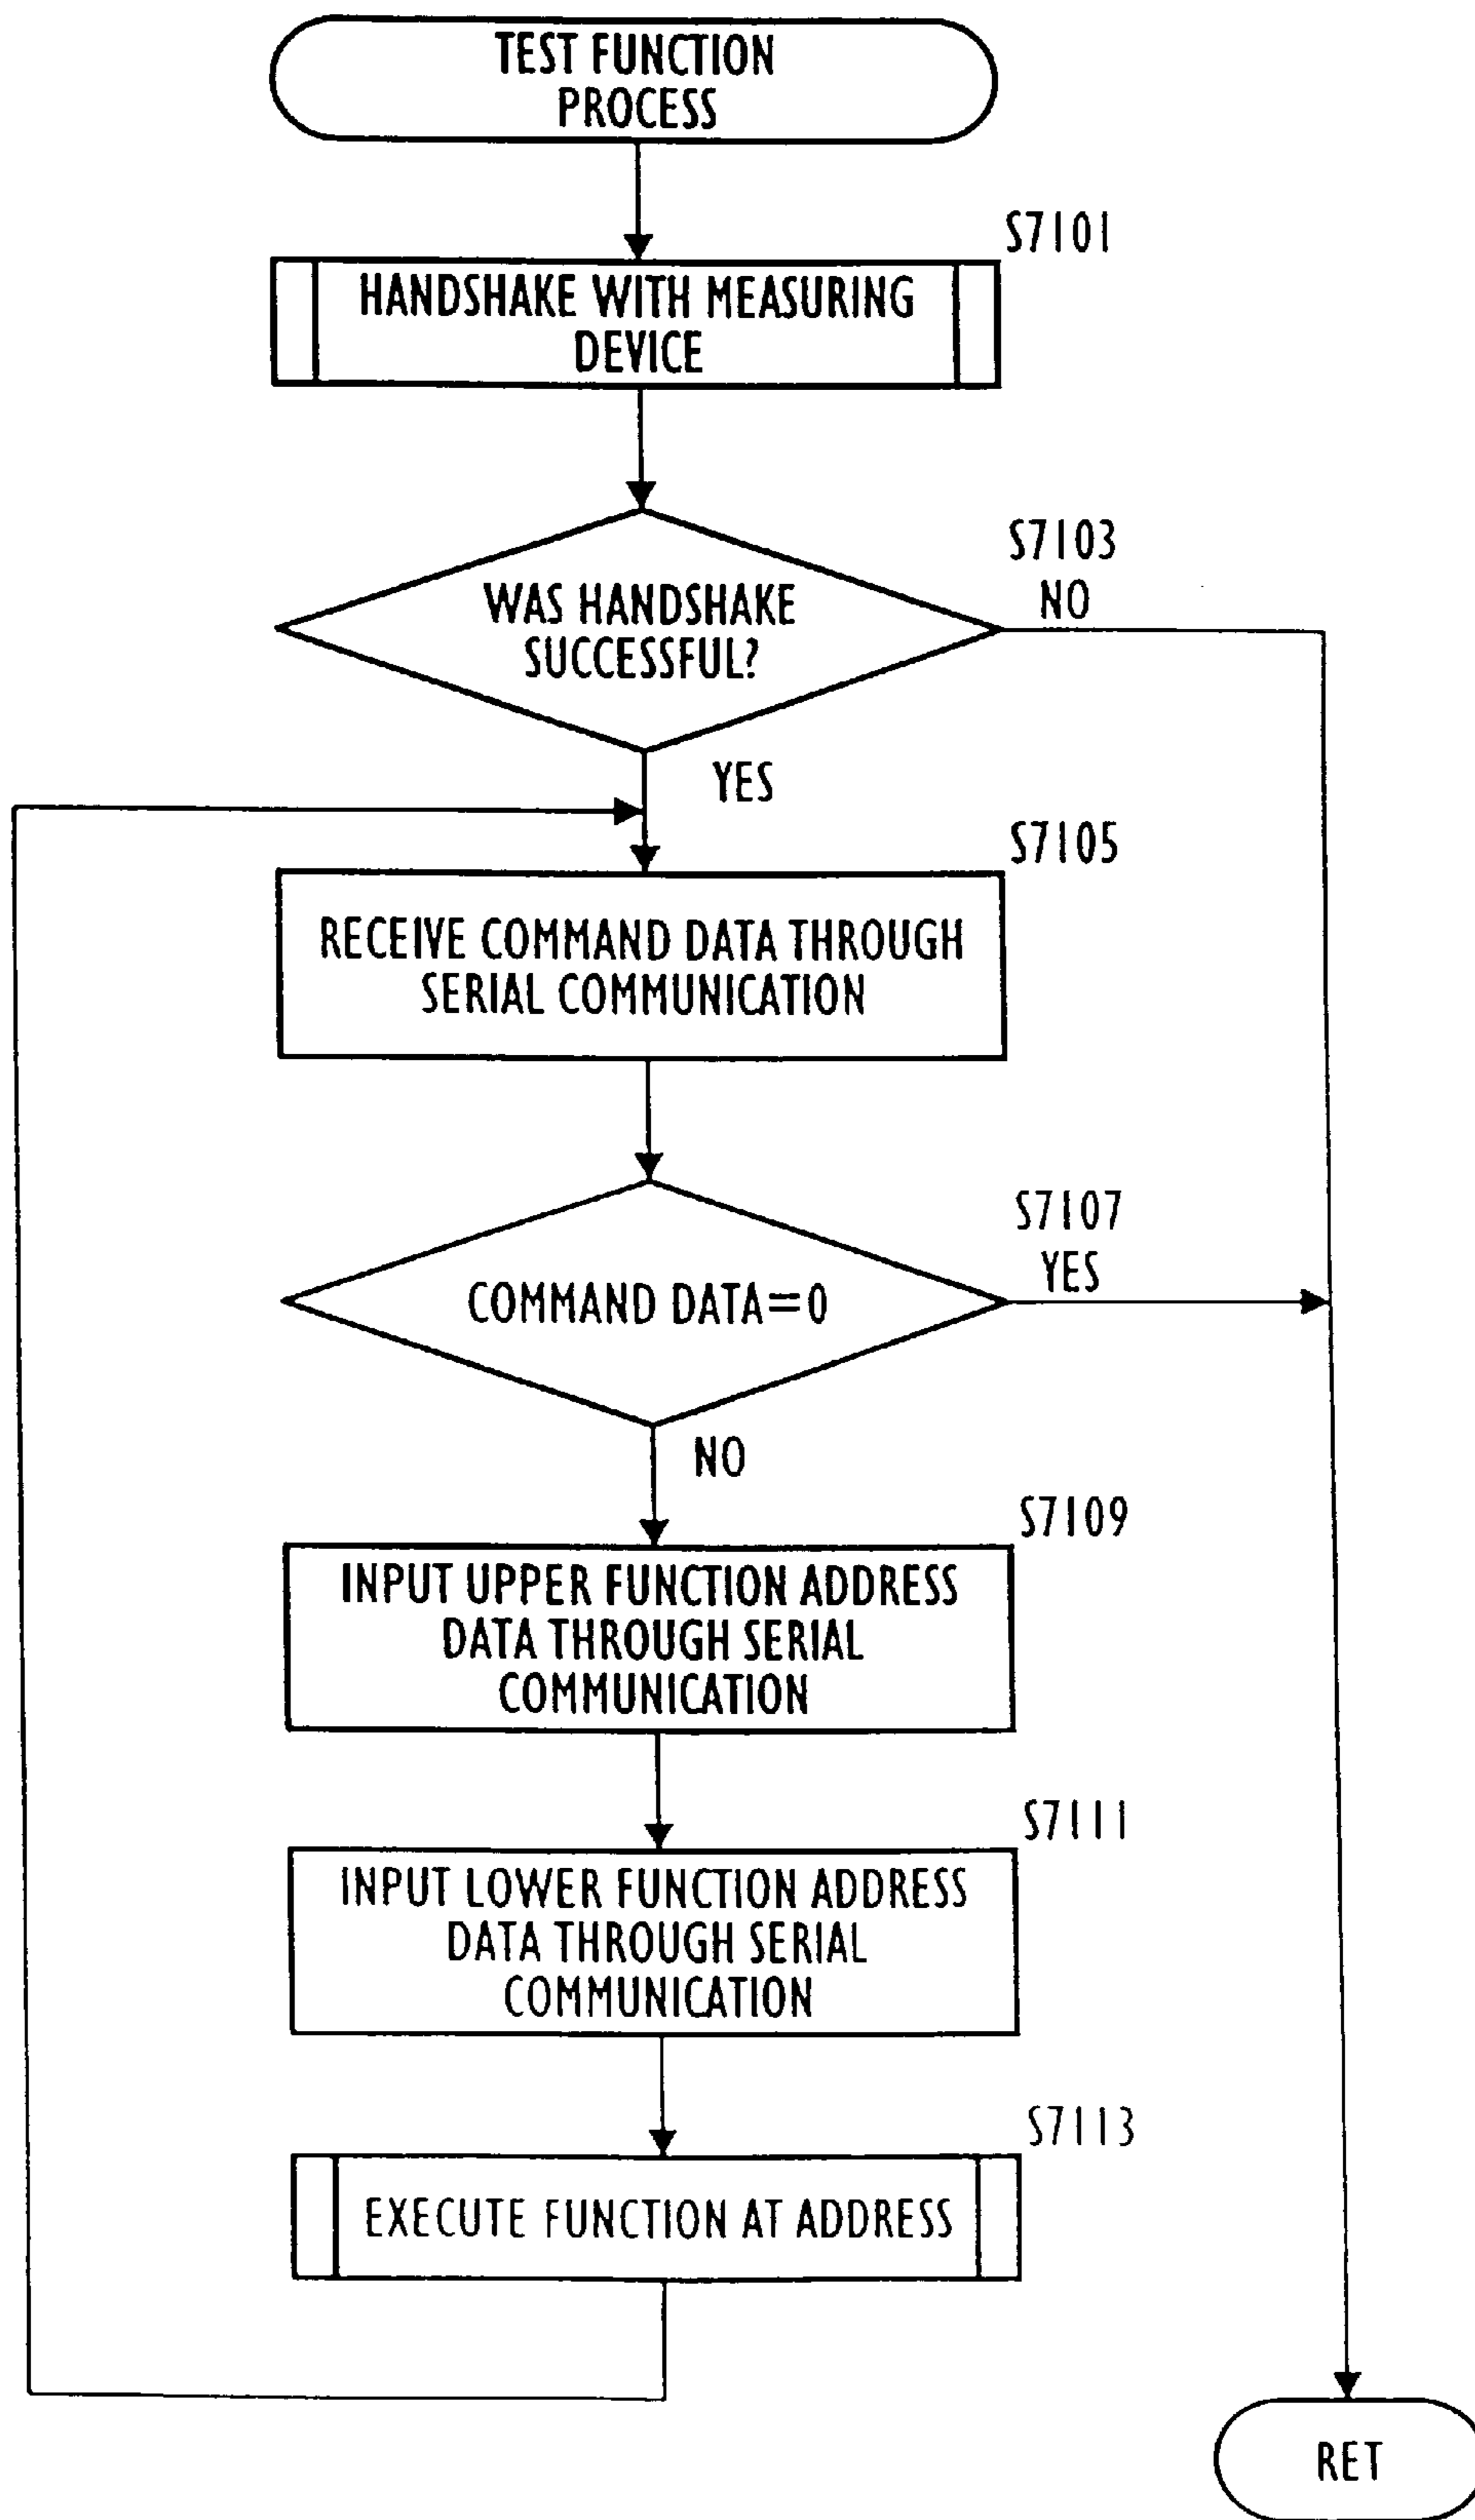 TEST FUNCTION
PROCESS
S7101
HANDSHAKE WITH MEASURING
DEVICE
S7103
NO
WAS HANDSHAKE
SUCCESSFUL?
YES
S7105
RECEIVE COMMAND DATA THROUGH
SERIAL COMMUNICATION
S7107
YES
COMMAND DATA=0
NO
S7109
INPUT UPPER FUNCTION ADDRESS
DATA THROUGH SERIAL
COMMUNICATION
S7111
INPUT LOWER FUNCTION ADDRESS
DATA THROUGH SERIAL
COMMUNICATION
S7113
EXECUTE FUNCTION AT ADDRESS
RET